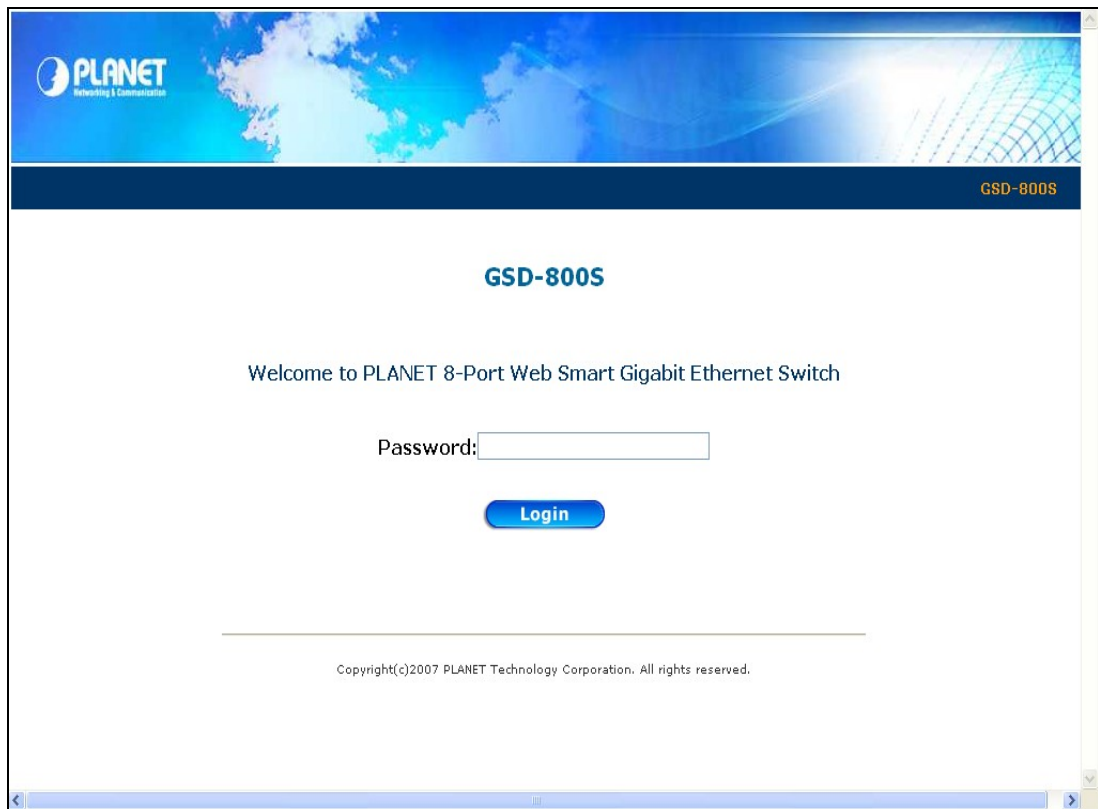 PLANET
Networking & Communication
GSD-800S
GSD-800S
Welcome to PLANET 8-Port Web Smart Gigabit Ethernet Switch
Password:
Login
Copyright(c)2007 PLANET Technology Corporation. All rights reserved.